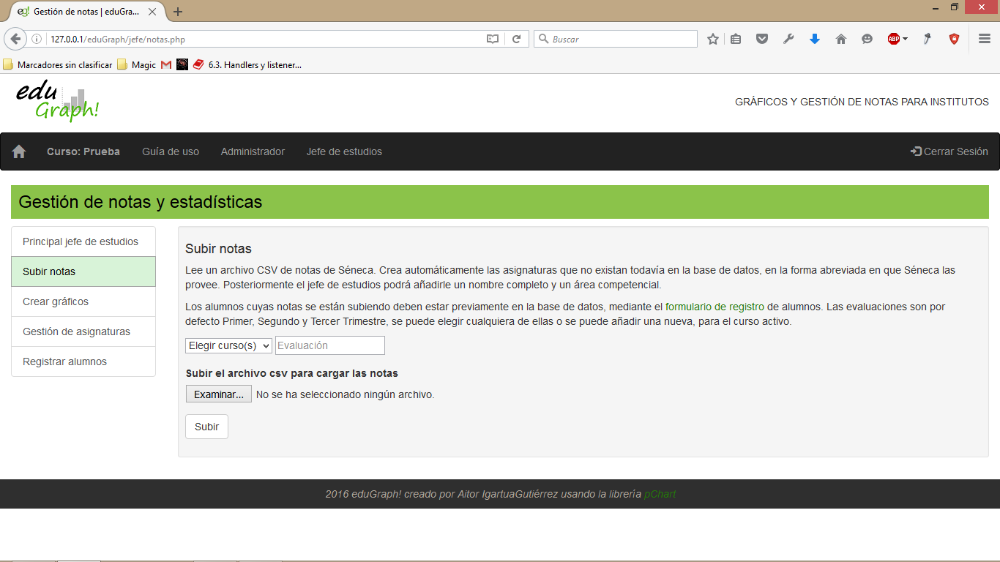 eg! Gestión de notas | eduGra...
127.0.0.1/eduGraph/jefe/notas.php
Buscar
ABP
Marcadores sin clasificar Magic 6.3. Handlers y listener...
edu
Graph!
GRÁFICOS Y GESTIÓN DE NOTAS PARA INSTITUTOS
Curso: Prueba Guía de uso Administrador Jefe de estudios Cerrar Sesión
Gestión de notas y estadísticas
Principal jefe de estudios
Subir notas
Crear gráficos
Gestión de asignaturas
Registrar alumnos
Subir notas
Lee un archivo CSV de notas de Séneca. Crea automáticamente las asignaturas que no existan todavía en la base de datos, en la forma abreviada en que Séneca las
provee. Posteriormente el jefe de estudios podrá añadirle un nombre completo y un área competencial.
Los alumnos cuyas notas se están subiendo deben estar previamente en la base de datos, mediante el formulario de registro de alumnos. Las evaluaciones son por
defecto Primer, Segundo y Tercer Trimestre, se puede elegir cualquiera de ellas o se puede añadir una nueva, para el curso activo.
Elegir curso(s) Evaluación
Subir el archivo csv para cargar las notas
Examinar... No se ha seleccionado ningún archivo.
Subir
2016 eduGraph! creado por Aitor IgartuaGutiérrez usando la librería pChart